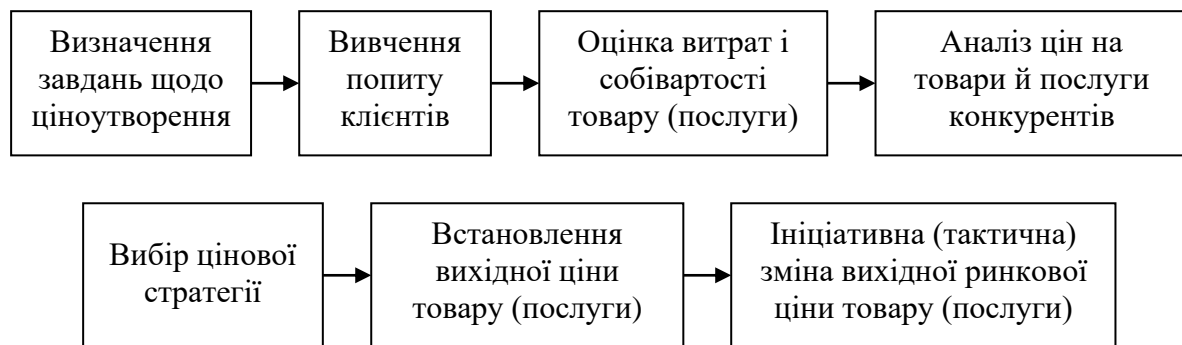 Визначення
завдань щодо
ціноутворення
Вивчення
попиту
клієнтів
Оцінка витрат і
собівартості
товару (послуги)
Аналіз цін на
товари й послуги
конкурентів
Вибір цінової
стратегії
Встановлення
вихідної ціни
товару (послуги)
Ініціативна (тактична)
зміна вихідної ринкової
ціни товару (послуги)